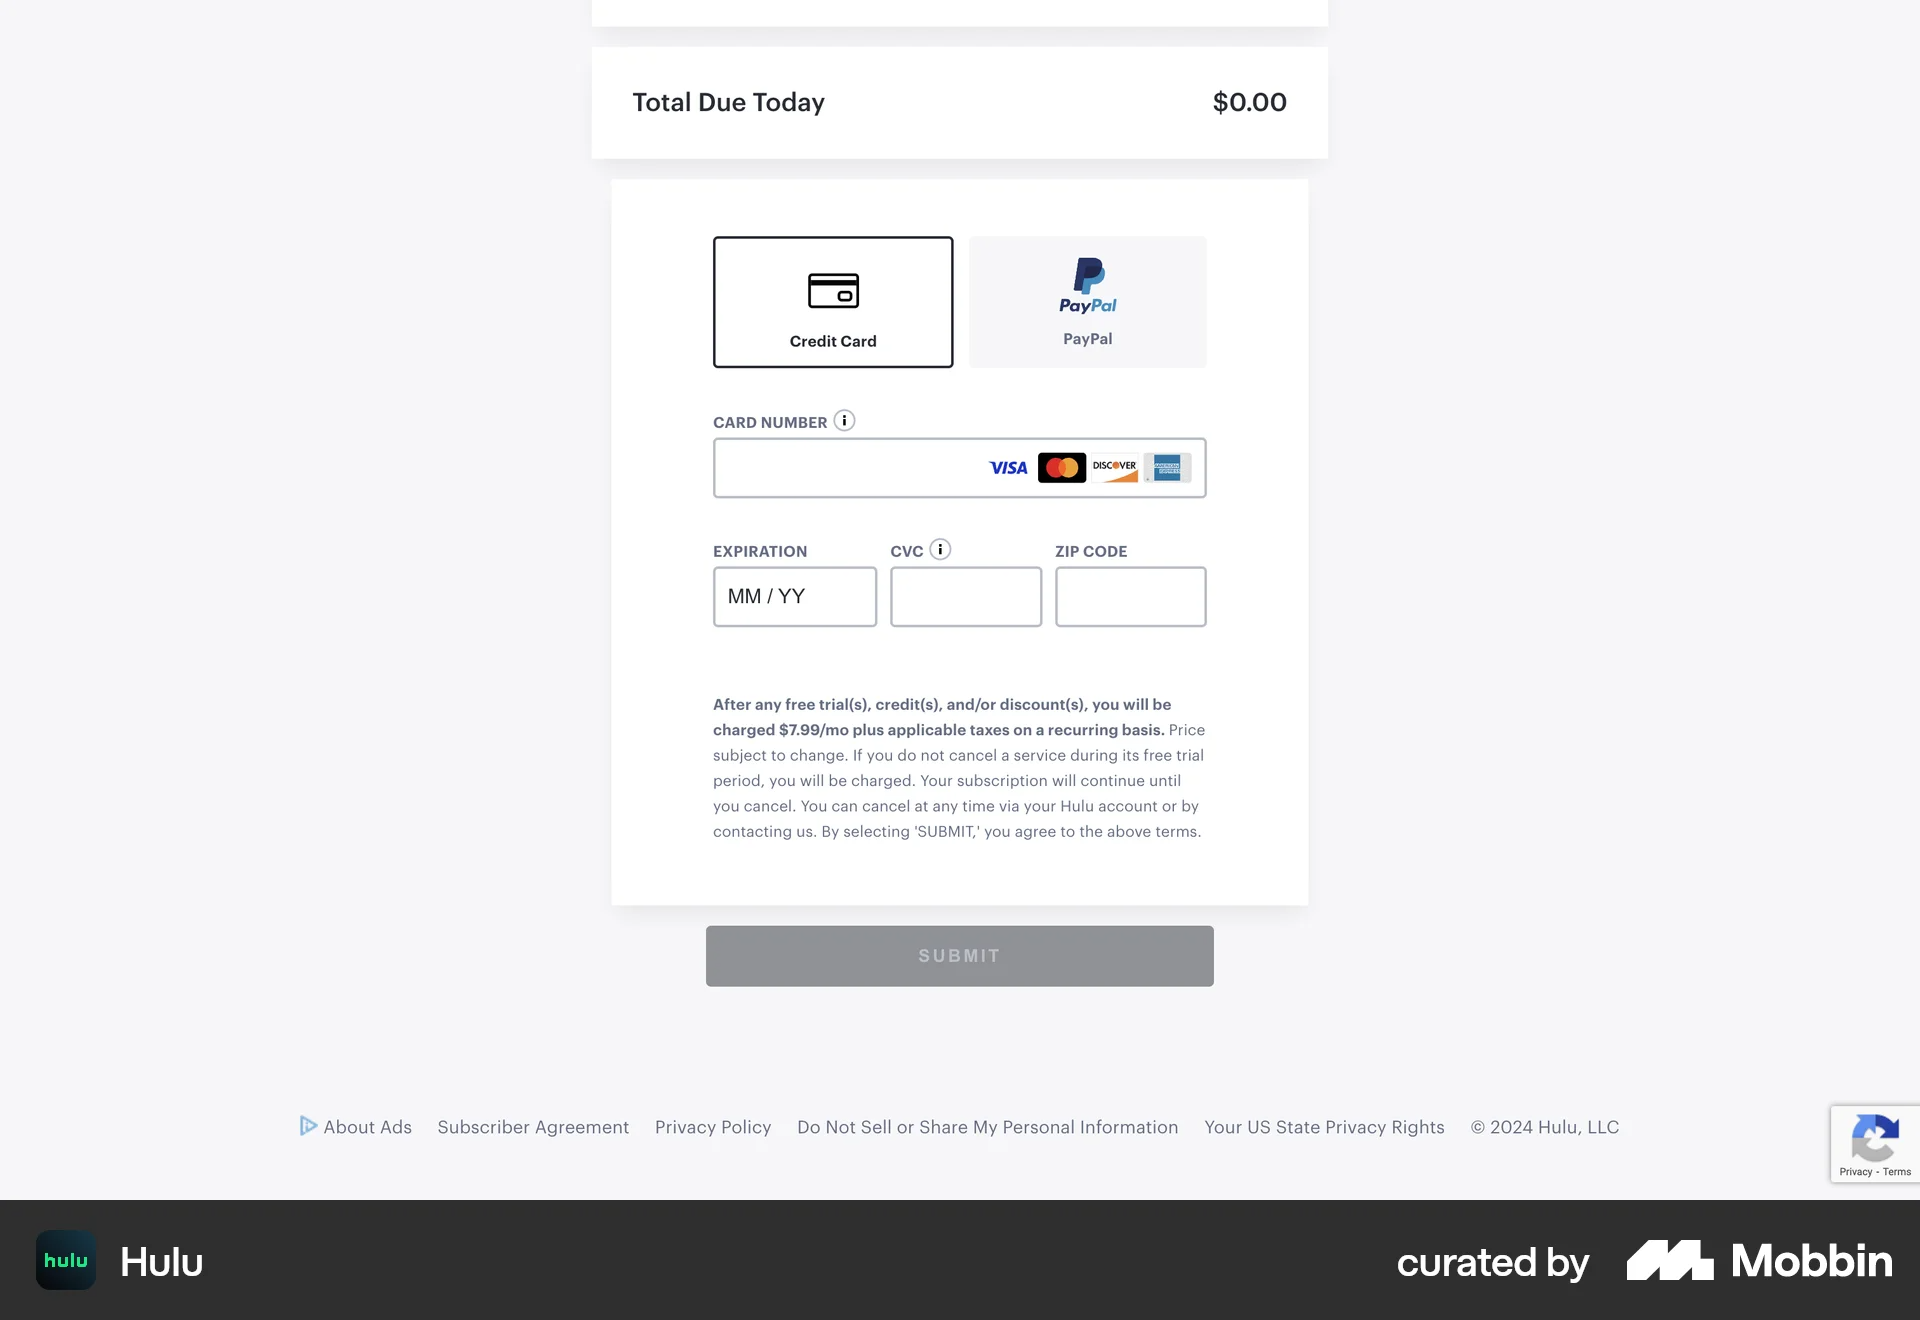 Total Due Today $0.00
PayPal
Credit Card PayPal
CARD NUMBER i
VISA DISCOVER AMERICAN EXPRESS
EXPIRATION CVC i ZIP CODE
MM / YY
After any free trial(s), credit(s), and/or discount(s), you will be
charged $7.99/mo plus applicable taxes on a recurring basis. Price
subject to change. If you do not cancel a service during its free trial
period, you will be charged. Your subscription will continue until
you cancel. You can cancel at any time via your Hulu account or by
contacting us. By selecting 'SUBMIT,' you agree to the above terms.
SUBMIT
About Ads Subscriber Agreement Privacy Policy Do Not Sell or Share My Personal Information Your US State Privacy Rights © 2024 Hulu, LLC
Privacy - Terms
hulu Hulu curated by Mobbin